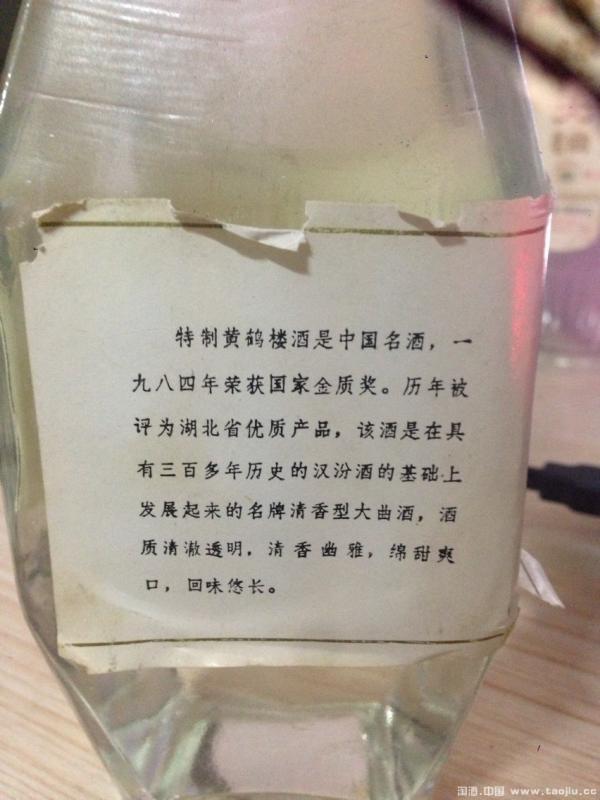 特制黄鹤楼酒是中国名酒，一
九八四年荣获国家金质奖。历年被
评为湖北省优质产品，该酒是在具
有三百多年历史的汉汾酒的基础上
发展起来的名牌清香型大曲酒，酒
质清澈透明，清香幽雅，绵甜爽
口，回味悠长。
淘酒.中国 www.taojiu.cc